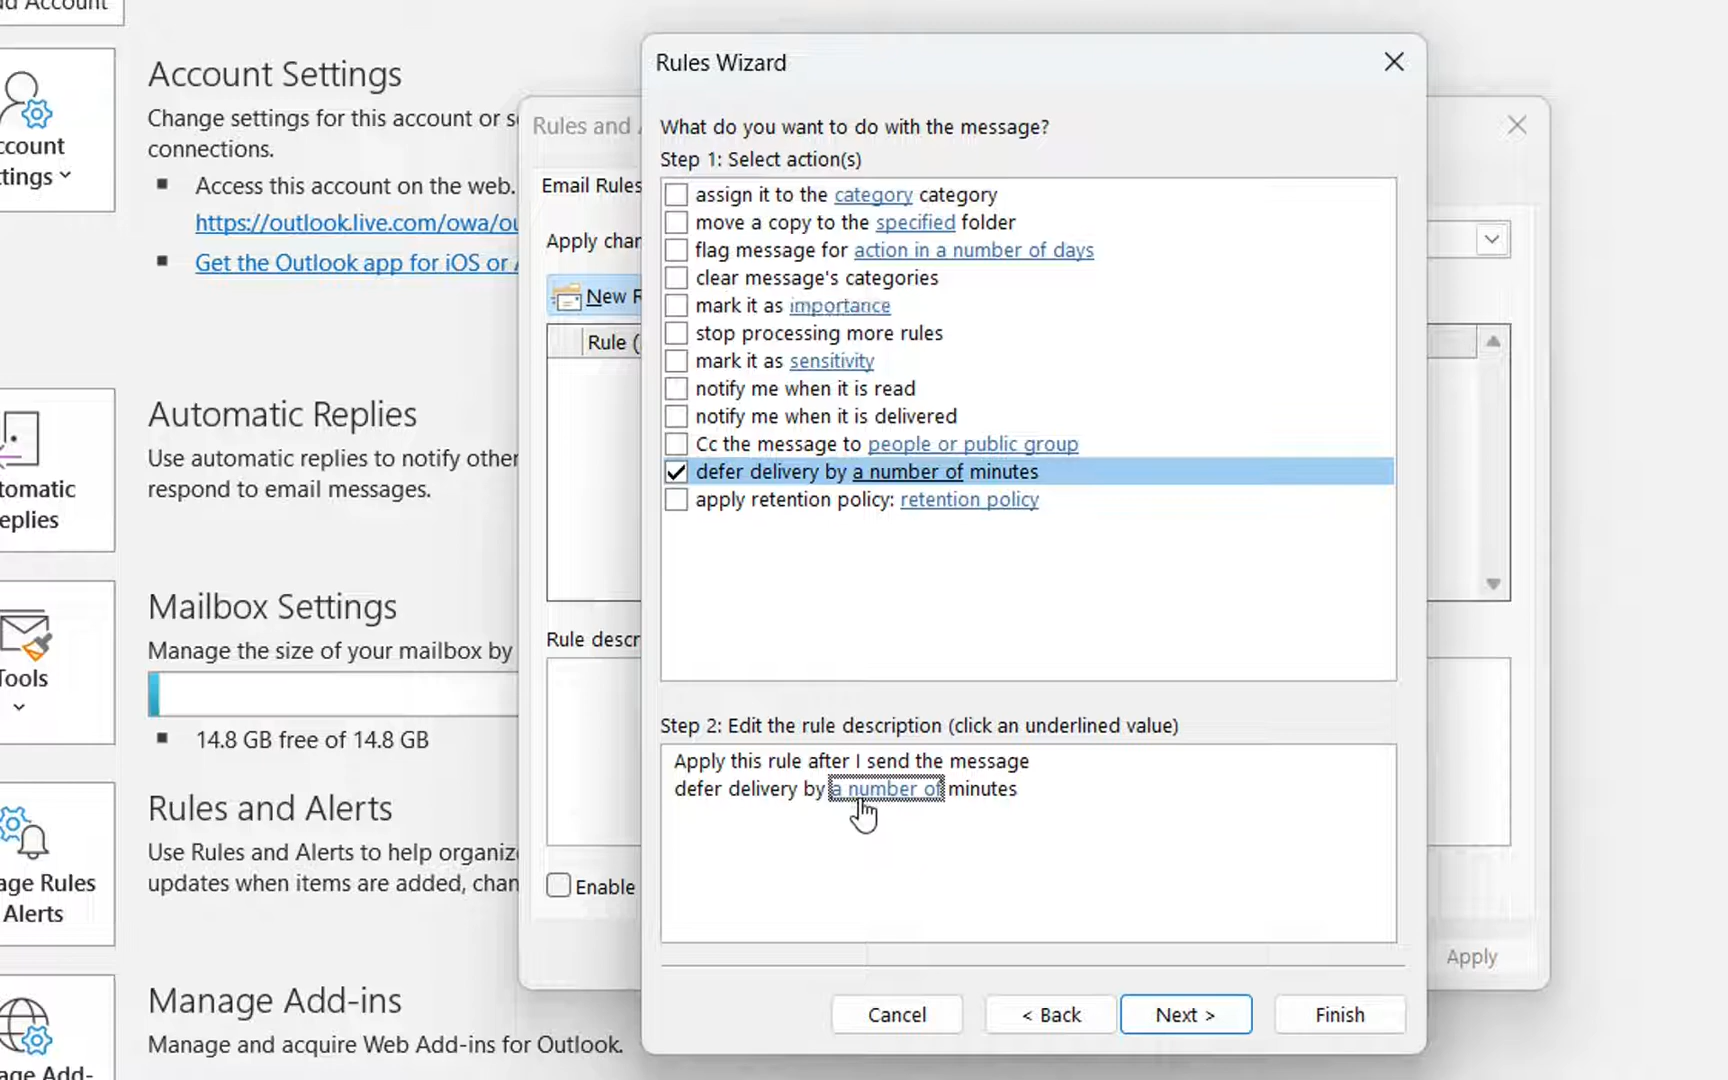 Account
Account Settings
Change settings for this account or s
connections.
Access this account on the web.
https://outlook.live.com/owa/ou
Get the Outlook app for iOS or A
ccount
tings
Automatic Replies
Use automatic replies to notify other
respond to email messages.
tomatic
eplies
Mailbox Settings
Manage the size of your mailbox by
14.8 GB free of 14.8 GB
Tools
Rules and Alerts
Use Rules and Alerts to help organize
updates when items are added, chan
age Rules
Alerts
Manage Add-ins
Manage and acquire Web Add-ins for Outlook.
age Add-
Rules and A
Email Rules
Apply chan
New R
Rule (
Rule descr
Enable
Apply
Rules Wizard
What do you want to do with the message?
Step 1: Select action(s)
assign it to the category category
move a copy to the specified folder
flag message for action in a number of days
clear message's categories
mark it as importance
stop processing more rules
mark it as sensitivity
notify me when it is read
notify me when it is delivered
Cc the message to people or public group
defer delivery by a number of minutes
apply retention policy: retention policy
Step 2: Edit the rule description (click an underlined value)
Apply this rule after I send the message
defer delivery by a number of minutes
Cancel
< Back
Next >
Finish